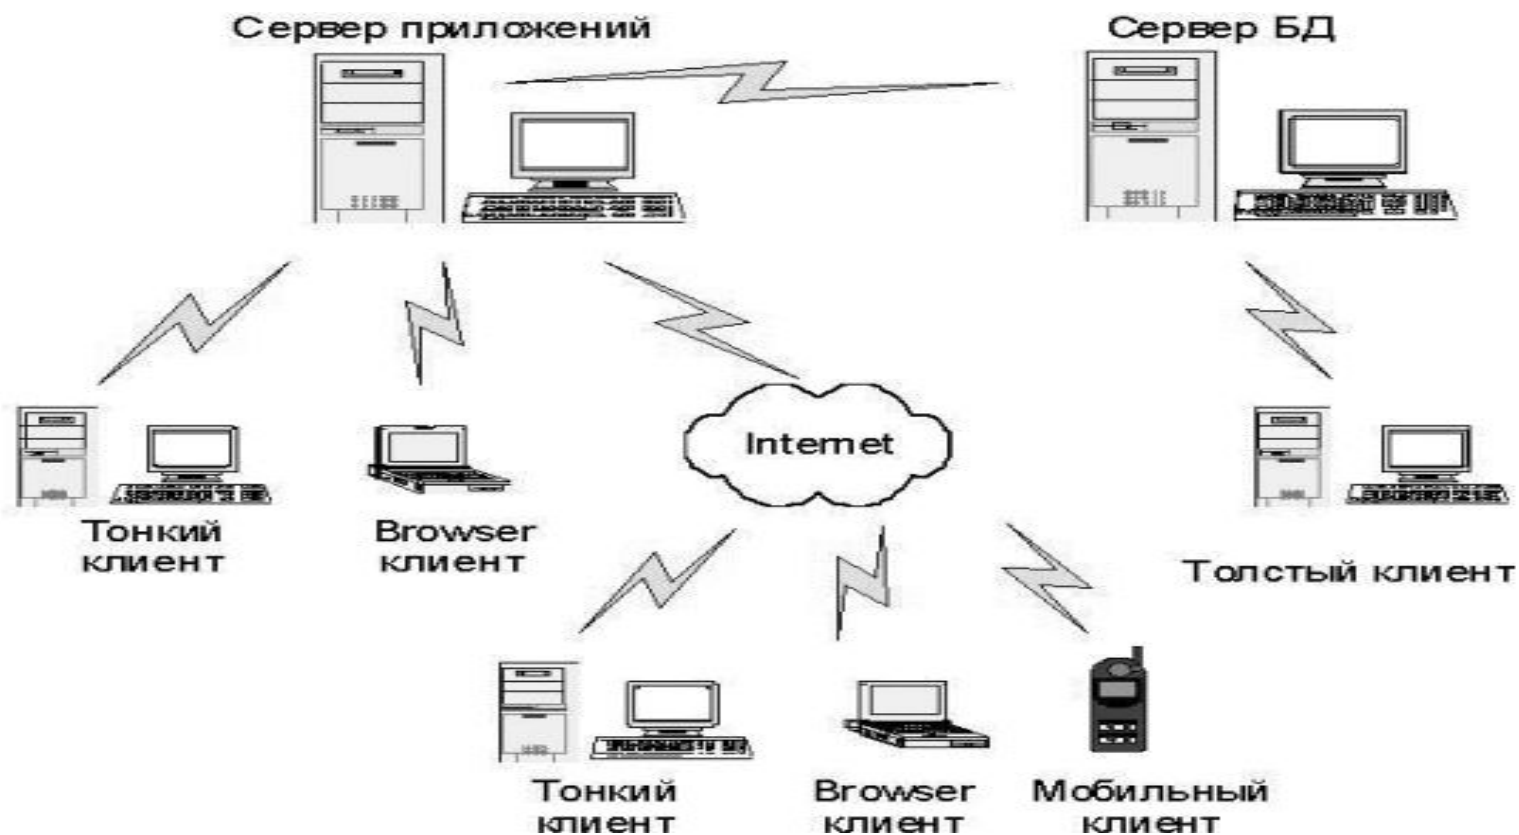 Сервер приложений
Сервер БД
Internet
Тонкий
клиент
Browser
клиент
Толстый клиент
Тонкий
клиент
Browser
клиент
Мобильный
клиент